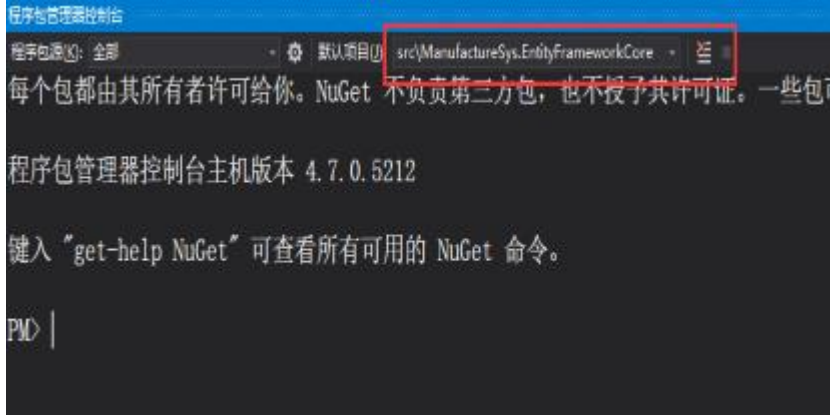 程序包管理器控制台
程序包源(K): 全部 默认项目(J) src\ManufactureSys.EntityFrameworkCore
每个包都由其所有者许可给你。NuGet 不负责第三方包，也不授予其许可证。一些包可
程序包管理器控制台主机版本 4.7.0.5212
键入 "get-help NuGet" 可查看所有可用的 NuGet 命令。
PM>